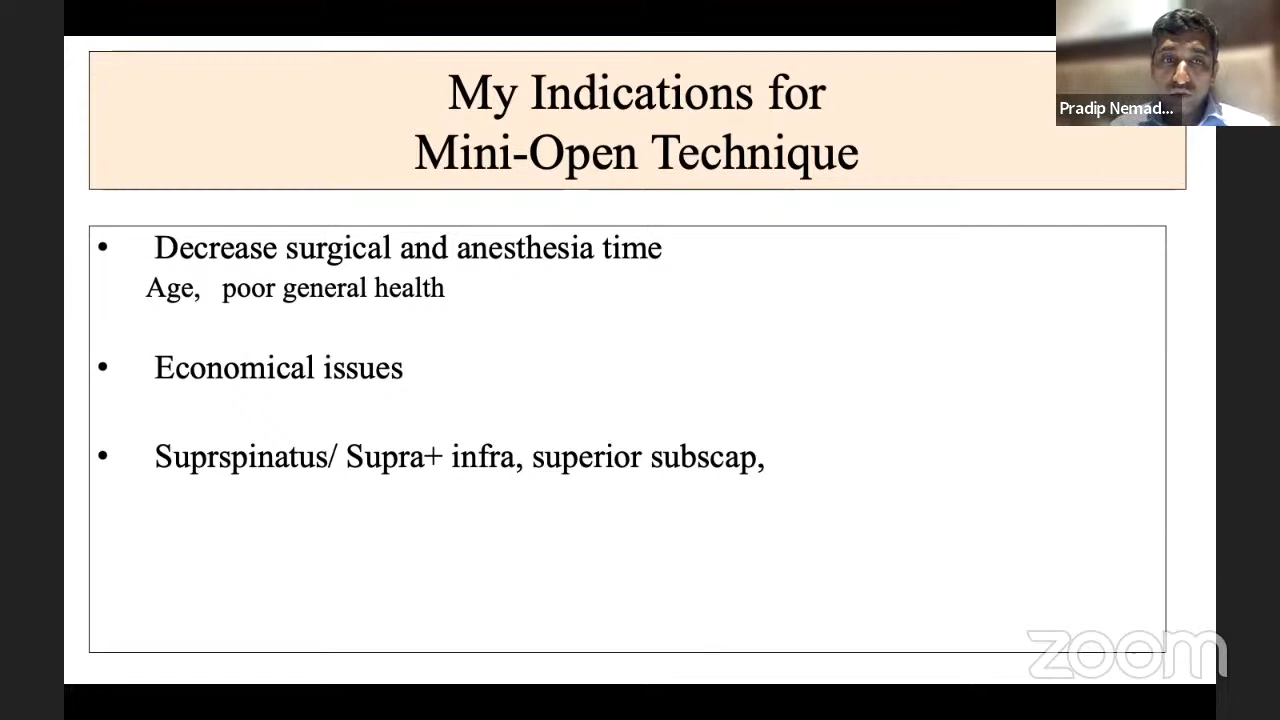 My Indications for
Mini-Open Technique
Pradip Nemad...
• Decrease surgical and anesthesia time
Age, poor general health
• Economical issues
• Suprspinatus/ Supra+ infra, superior subscap,
zoom